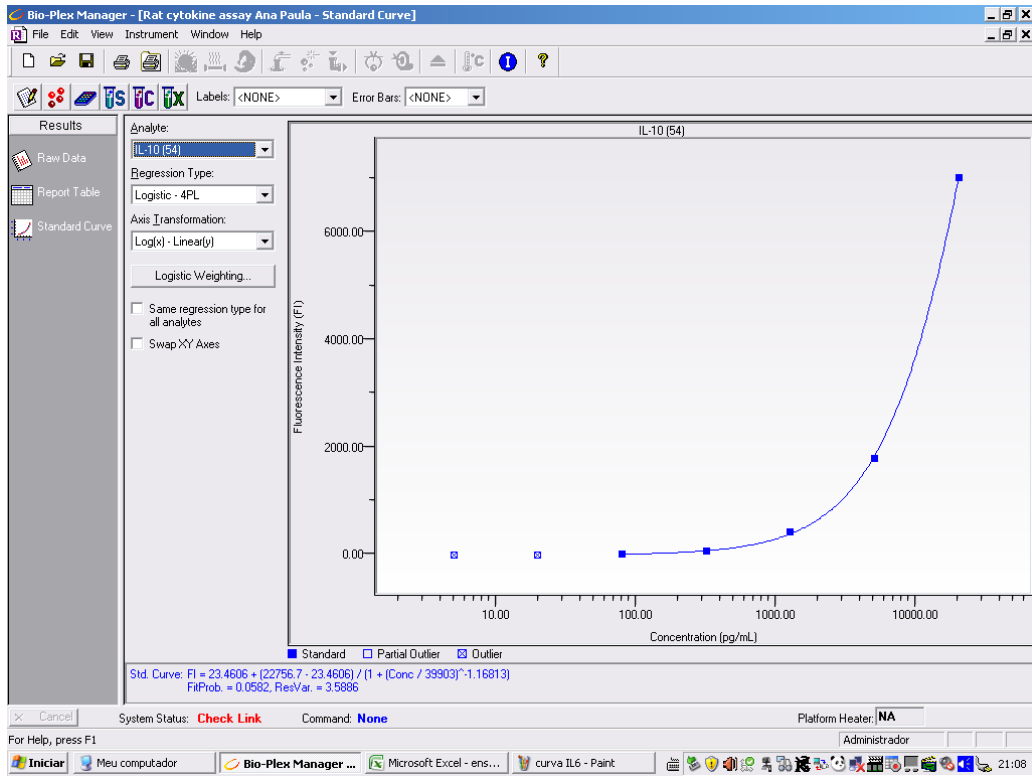 Bio-Plex Manager - [Rat cytokine assay Ana Paula - Standard Curve]
File Edit View Instrument Window Help
Labels: <NONE> Error Bars: <NONE>
Results
Raw Data
Report Table
Standard Curve
Analyte:
IL-10 (54)
Regression Type:
Logistic - 4PL
Axis Transformation:
Log(x) - Linear(y)
Logistic Weighting...
Same regression type for
all analytes
Swap XY Axes
IL-10 (54)
Fluorescence Intensity (FI)
6000.00
4000.00
2000.00
0.00
10.00 100.00 1000.00 10000.00
Concentration (pg/mL)
Standard Partial Outlier Outlier
Std. Curve: FI = 23.4606 + (22756.7 - 23.4606) / (1 + (Conc / 39903)^-1.16813)
FitProb. = 0.0582, ResVar. = 3.5886
Cancel System Status: Check Link Command: None Platform Heater: NA
For Help, press F1 Administrador
Iniciar Meu computador Bio-Plex Manager ... Microsoft Excel - ens... curva IL6 - Paint 21:08